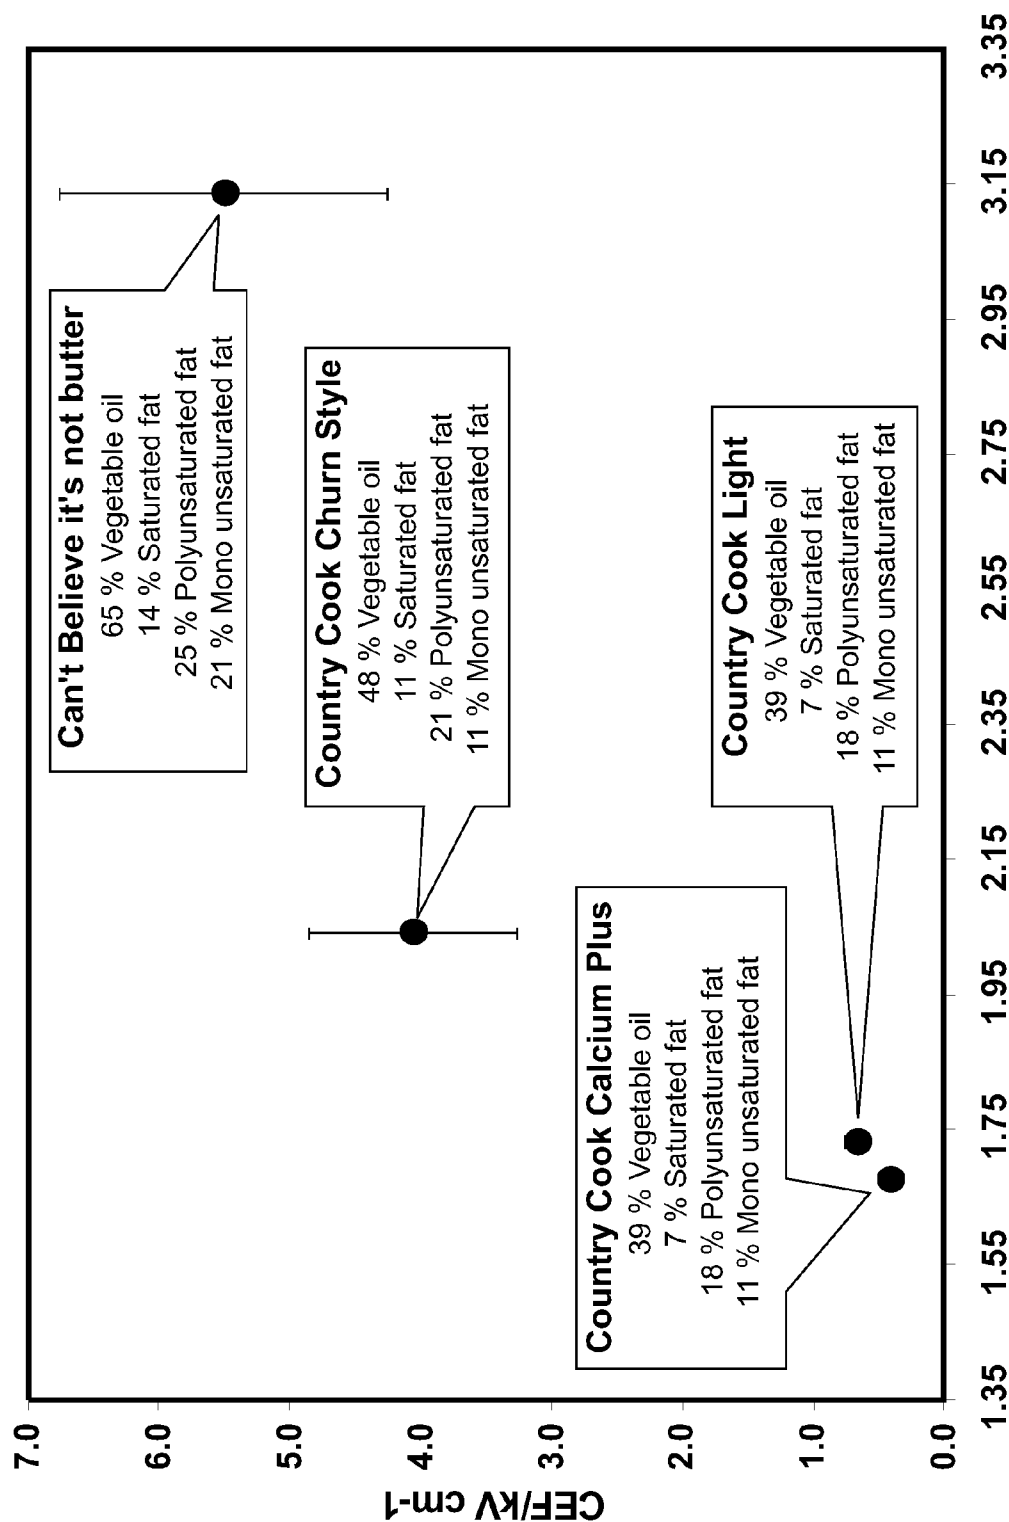 CEF/kV cm-1
7.0
6.0
5.0
4.0
3.0
2.0
1.0
0.0
Can't Believe it's not butter
65 % Vegetable oil
14 % Saturated fat
25 % Polyunsaturated fat
21 % Mono unsaturated fat
Country Cook Churn Style
48 % Vegetable oil
11 % Saturated fat
21 % Polyunsaturated fat
11 % Mono unsaturated fat
Country Cook Calcium Plus
39 % Vegetable oil
7 % Saturated fat
18 % Polyunsaturated fat
11 % Mono unsaturated fat
Country Cook Light
39 % Vegetable oil
7 % Saturated fat
18 % Polyunsaturated fat
11 % Mono unsaturated fat
1.35
1.55
1.75
1.95
2.15
2.35
2.55
2.75
2.95
3.15
3.35